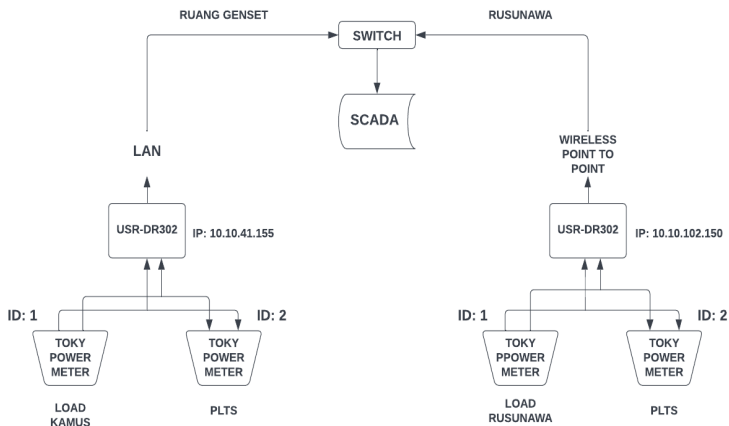 RUANG GENSET
RUSUNAWA
SWITCH
SCADA
LAN
WIRELESS
POINT TO
POINT
USR-DR302
IP: 10.10.41.155
USR-DR302
IP: 10.10.102.150
ID: 1
ID: 2
ID: 1
ID: 2
TOKY
POWER
METER
TOKY
POWER
METER
TOKY
PPOWER
METER
TOKY
POWER
METER
LOAD
KAMUS
PLTS
LOAD
RUSUNAWA
PLTS